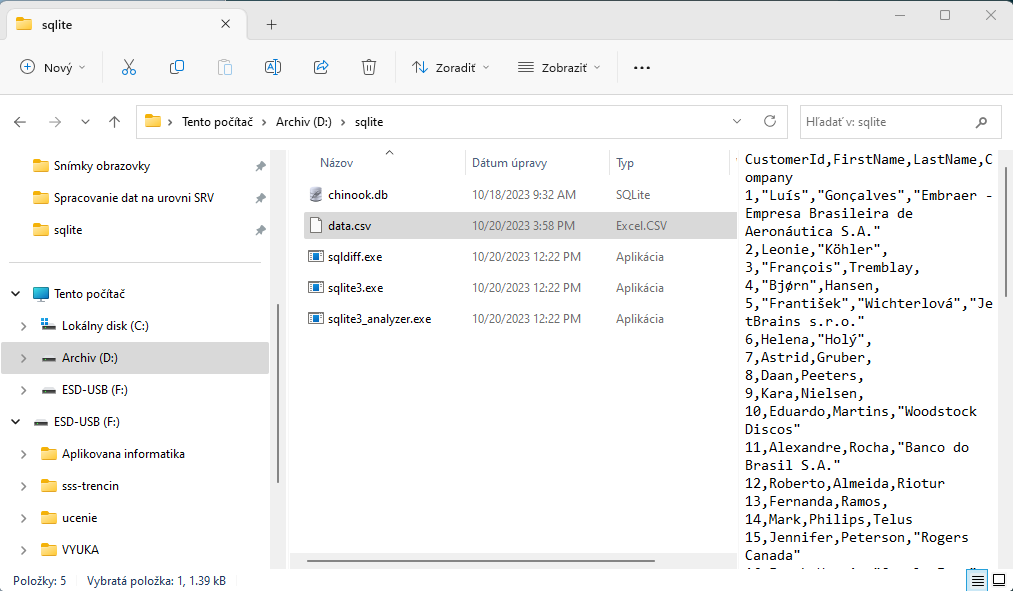 sqlite
Nový
Zoradiť
Zobraziť
Tento počítač
Archiv (D:)
sqlite
Hľadať v: sqlite
Snímky obrazovky
Spracovanie dat na urovni SRV
sqlite
Tento počítač
Lokálny disk (C:)
Archiv (D:)
ESD-USB (F:)
ESD-USB (F:)
Aplikovana informatika
sss-trencin
ucenie
VYUKA
Názov Dátum úpravy Typ
chinook.db 10/18/2023 9:32 AM SQLite
data.csv 10/20/2023 3:58 PM Excel.CSV
sqldiff.exe 10/20/2023 12:22 PM Aplikácia
sqlite3.exe 10/20/2023 12:22 PM Aplikácia
sqlite3_analyzer.exe 10/20/2023 12:22 PM Aplikácia
CustomerId,FirstName,LastName,C
ompany
1,"Luís","Gonçalves","Embraer -
Empresa Brasileira de
Aeronáutica S.A."
2,Leonie,"Köhler",
3,"François",Tremblay,
4,"Bjørn",Hansen,
5,"František","Wichterlová","Je
tBrains s.r.o."
6,Helena,"Holý",
7,Astrid,Gruber,
8,Daan,Peeters,
9,Kara,Nielsen,
10,Eduardo,Martins,"Woodstock
Discos"
11,Alexandre,Rocha,"Banco do
Brasil S.A."
12,Roberto,Almeida,Riotur
13,Fernanda,Ramos,
14,Mark,Philips,Telus
15,Jennifer,Peterson,"Rogers
Canada"
Položky: 5 Vybratá položka: 1, 1.39 kB